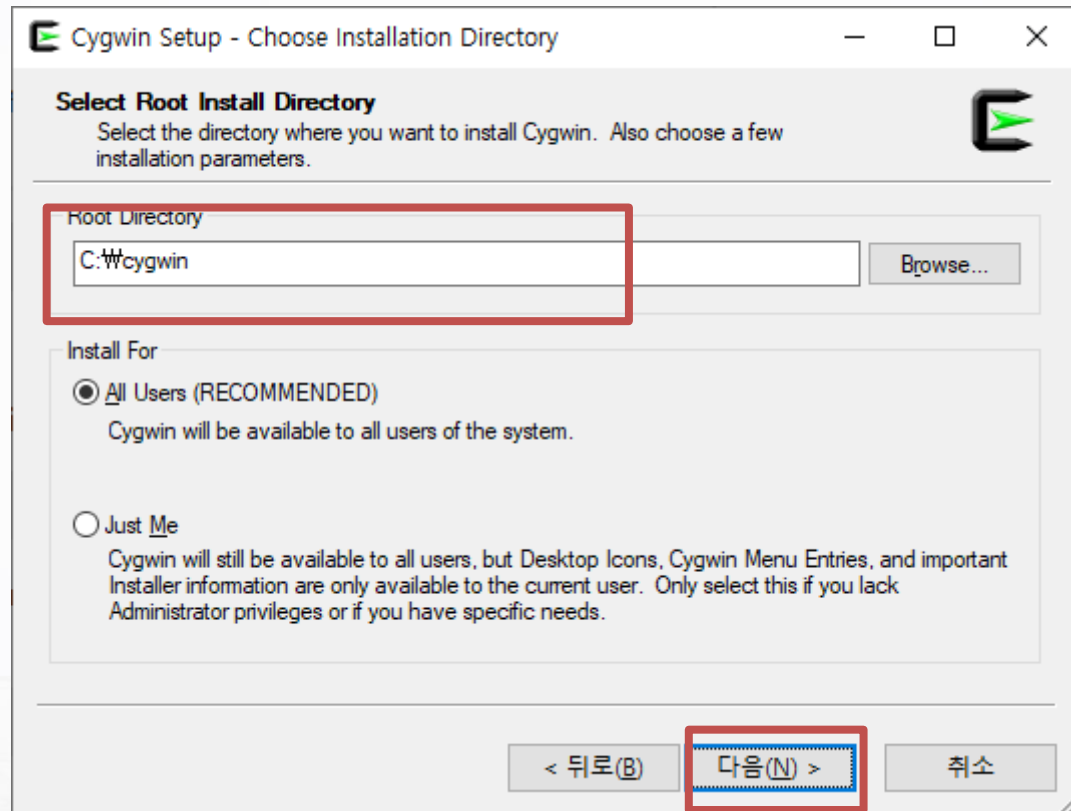 Cygwin Setup - Choose Installation Directory
Select Root Install Directory
Select the directory where you want to install Cygwin. Also choose a few
installation parameters.
Root Directory
C:₩cygwin
Browse...
Install For
All Users (RECOMMENDED)
Cygwin will be available to all users of the system.
Just Me
Cygwin will still be available to all users, but Desktop Icons, Cygwin Menu Entries, and important
Installer information are only available to the current user. Only select this if you lack
Administrator privileges or if you have specific needs.
< 뒤로(B) 다음(N) > 취소